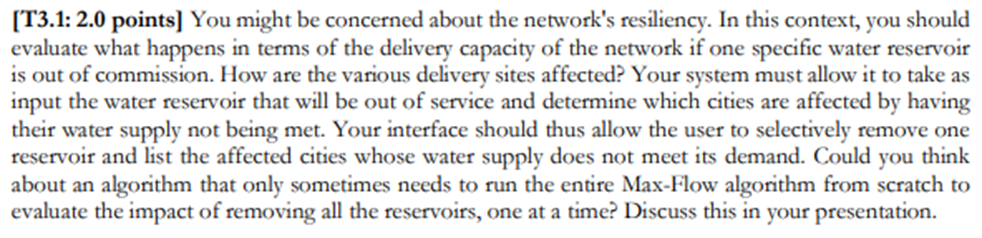 [T3.1: 2.0 points] You might be concerned about the network's resiliency. In this context, you should
evaluate what happens in terms of the delivery capacity of the network if one specific water reservoir
is out of commission. How are the various delivery sites affected? Your system must allow it to take as
input the water reservoir that will be out of service and determine which cities are affected by having
their water supply not being met. Your interface should thus allow the user to selectively remove one
reservoir and list the affected cities whose water supply does not meet its demand. Could you think
about an algorithm that only sometimes needs to run the entire Max-Flow algorithm from scratch to
evaluate the impact of removing all the reservoirs, one at a time? Discuss this in your presentation.